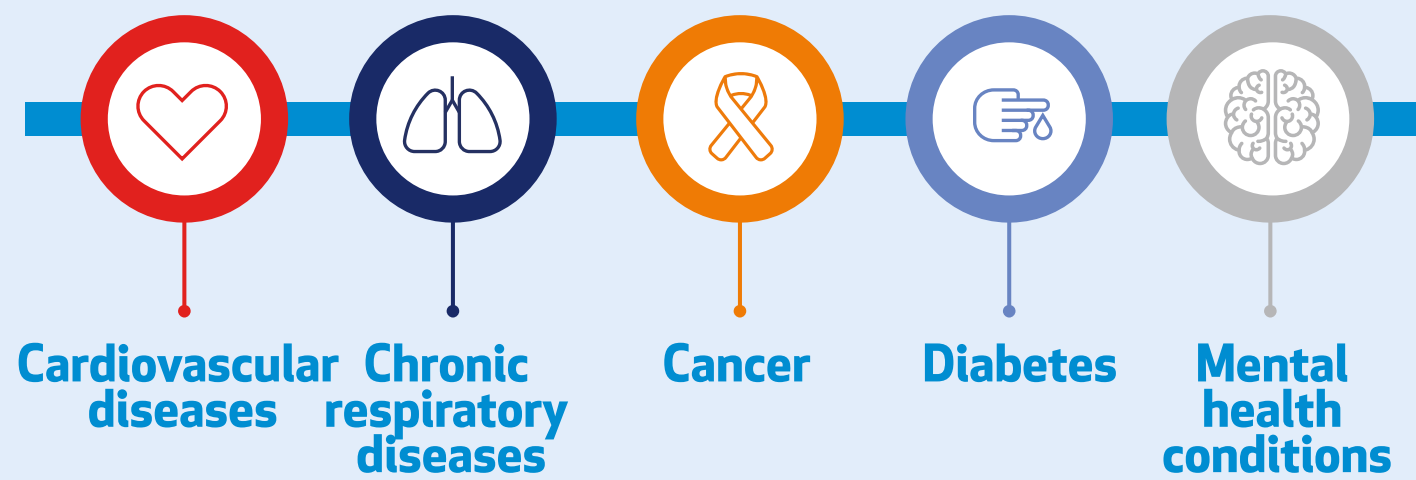 Cardiovascular
diseases
Chronic
respiratory
diseases
Cancer
Diabetes
Mental
health
conditions